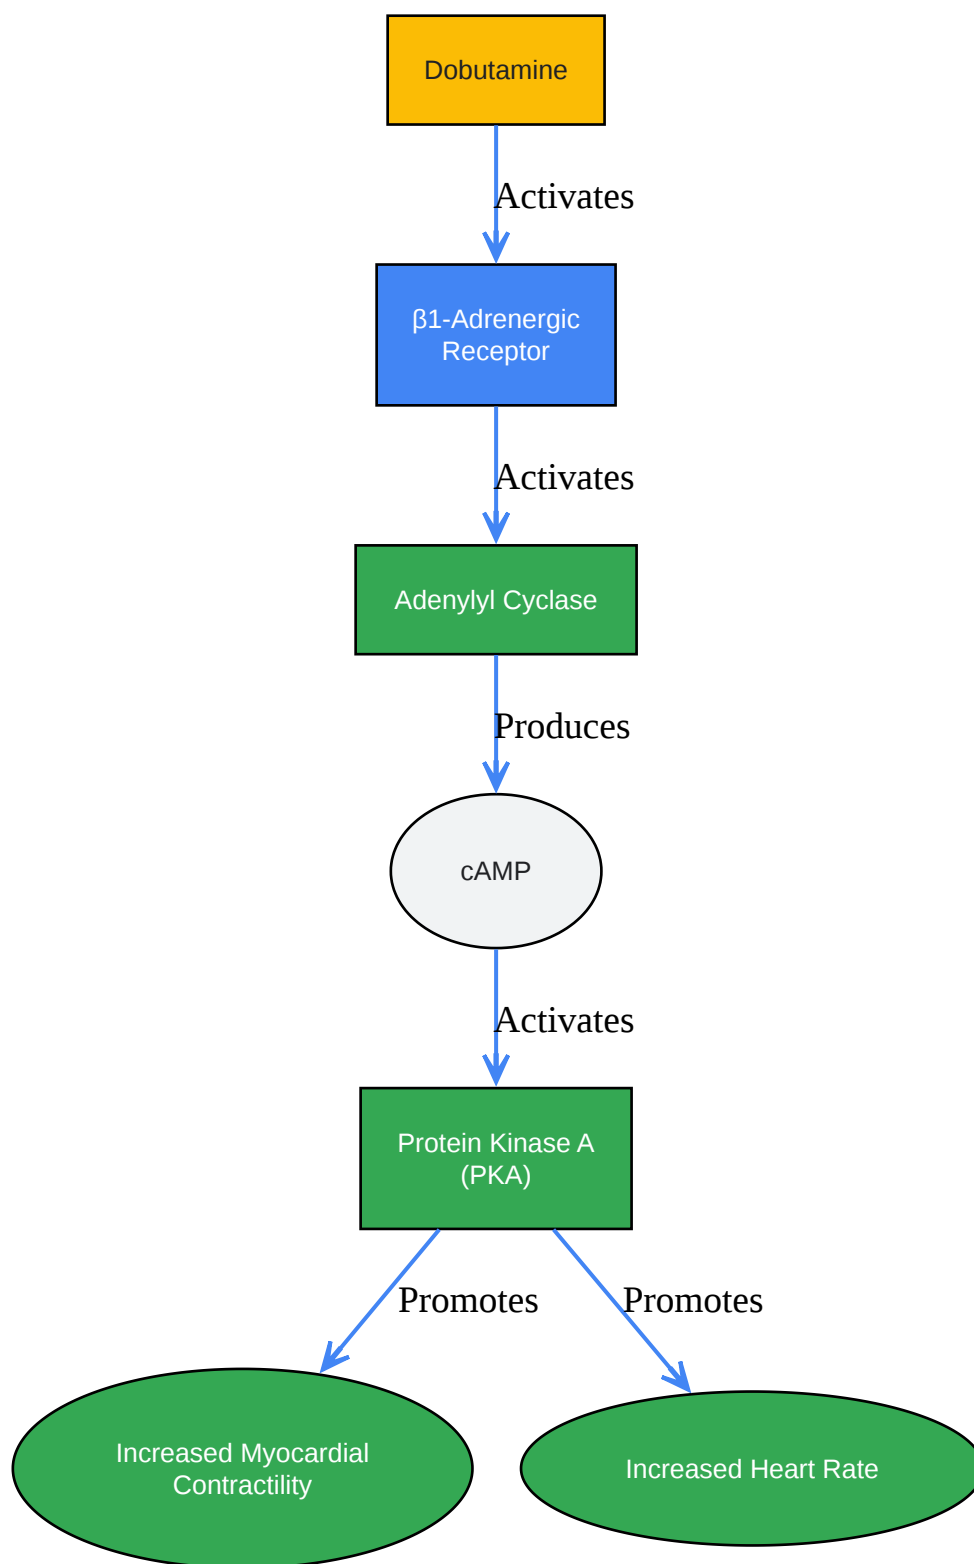 Dobutamine
Activates
β1-Adrenergic
Receptor
Activates
Adenylyl Cyclase
Produces
cAMP
Activates
Protein Kinase A
(PKA)
Promotes
Promotes
Increased Myocardial
Contractility
Increased Heart Rate